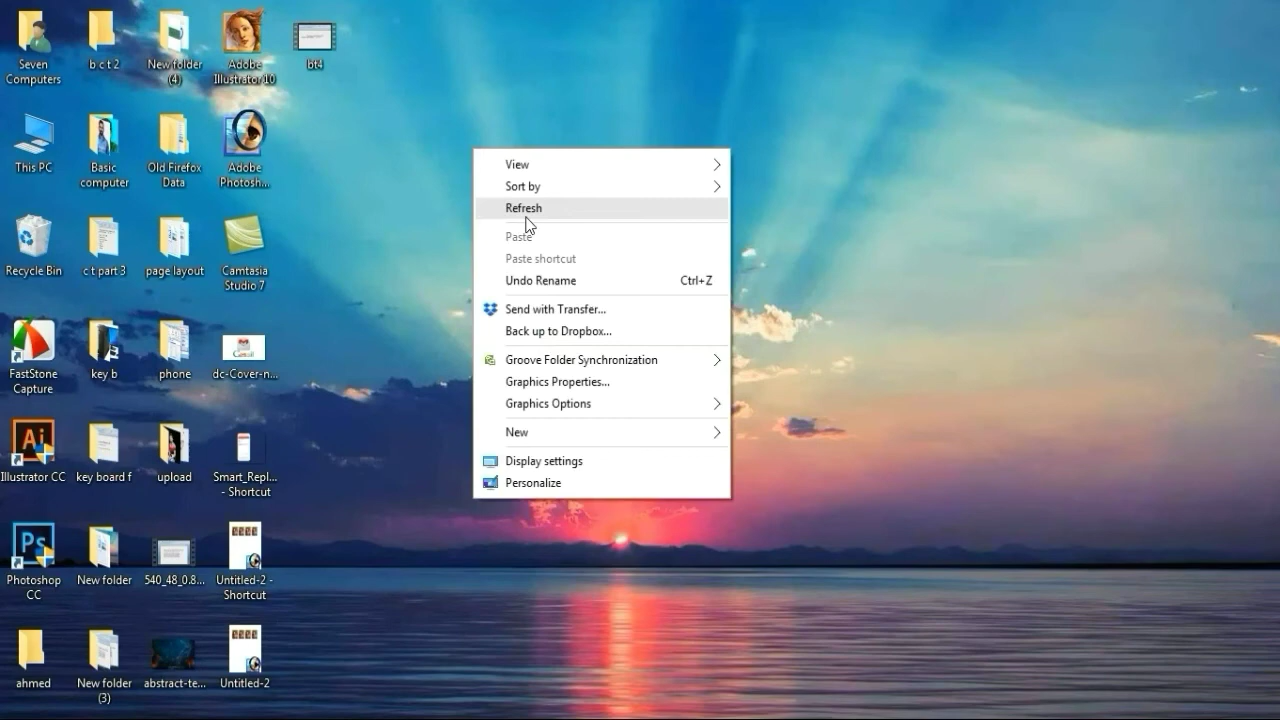 Seven
Computers
b c t 2
New folder
(4)
Adobe
Illustrator10
bt4
This PC
Basic
computer
Old Firefox
Data
Adobe
Photosh...
Recycle Bin
c t part 3
page layout
Camtasia
Studio 7
FastStone
Capture
key b
phone
Gmail
dc-Cover-n...
Ai
Illustrator CC
key board f
upload
Smart_Repl...
- Shortcut
Ps
Photoshop
CC
New folder
540_48_0.8...
Untitled-2 -
Shortcut
ahmed
New folder
(3)
abstract-te...
Untitled-2
View
Sort by
Refresh
Paste
Paste shortcut
Undo Rename Ctrl+Z
Send with Transfer...
Back up to Dropbox...
Groove Folder Synchronization
Graphics Properties...
Graphics Options
New
Display settings
Personalize